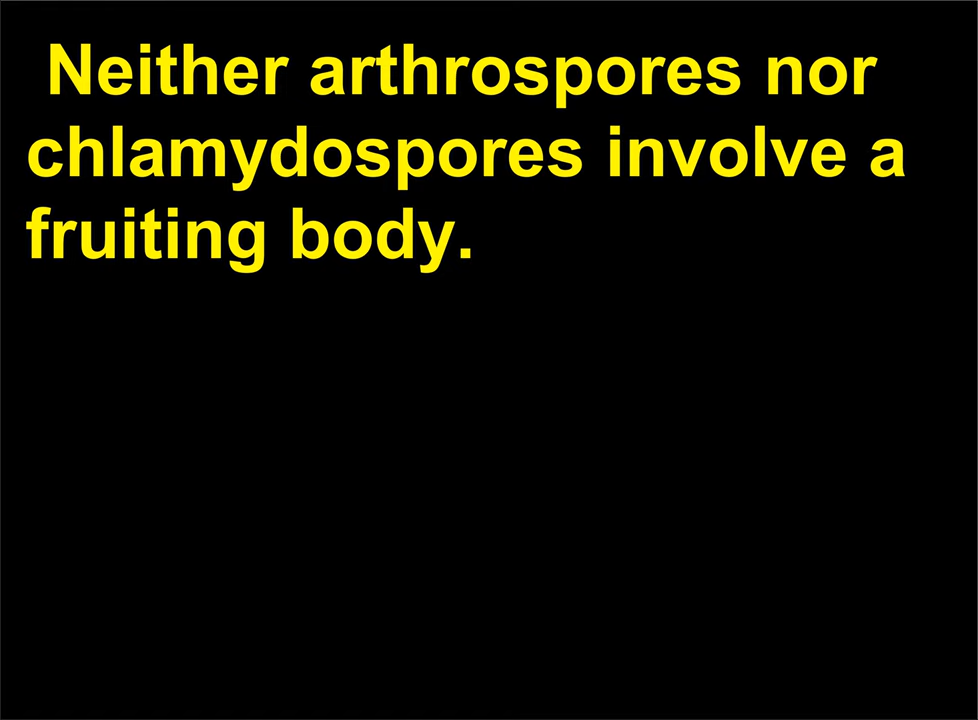 Neither arthrospores nor
chlamydospores involve a
fruiting body.